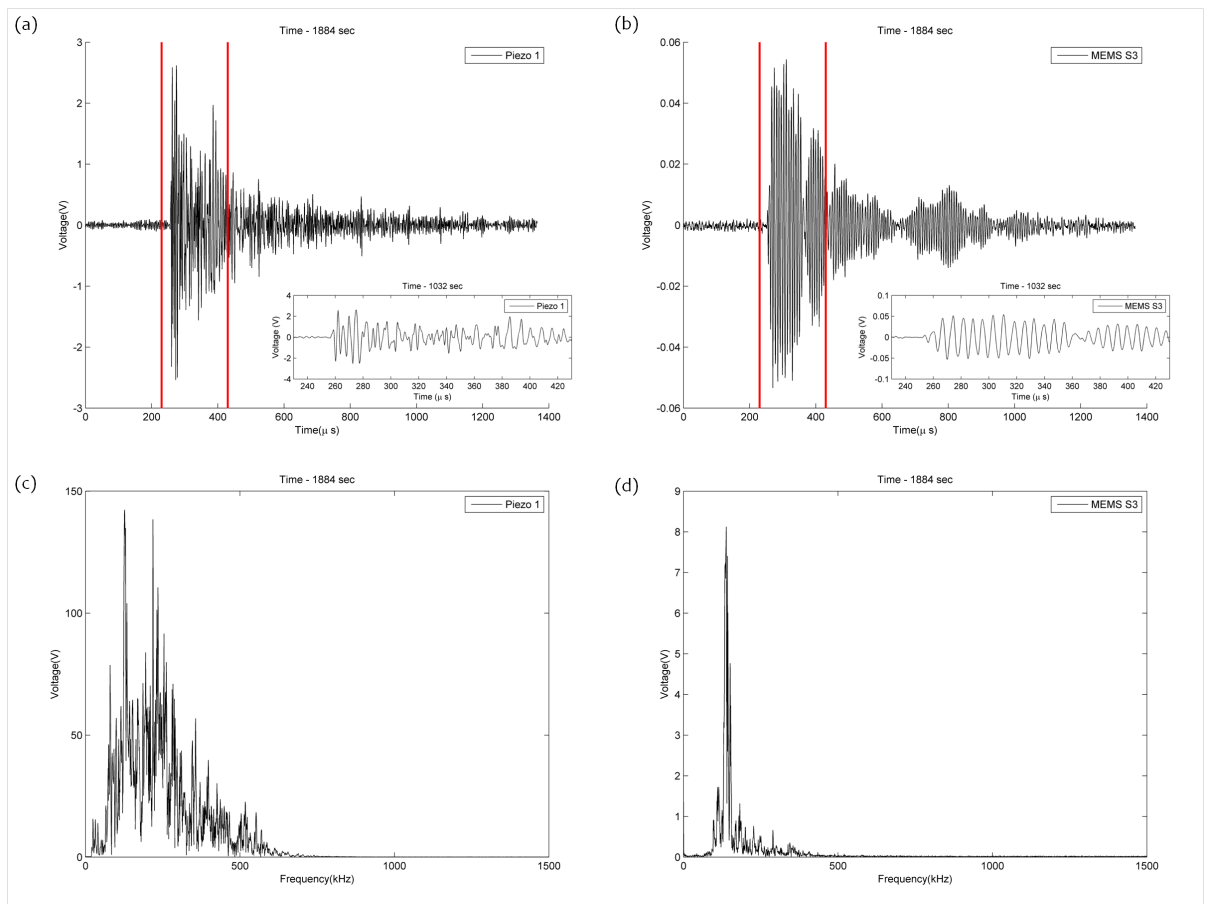 (a)
Time - 1884 sec
Piezo 1
3
2
1
0
-1
-2
-3
Voltage(V)
0 200 400 600 800 1000 1200 1400
Time(μ s)
Time - 1032 sec
Piezo 1
4
2
0
-2
-4
Voltage (V)
240 260 280 300 320 340 360 380 400 420
Time (μ s)
(b)
Time - 1884 sec
MEMS S3
0.06
0.04
0.02
0
-0.02
-0.04
-0.06
Voltage(V)
0 200 400 600 800 1000 1200 1400
Time(μ s)
Time - 1032 sec
MEMS S3
0.1
0.05
0
-0.05
-0.1
Voltage (V)
240 260 280 300 320 340 360 380 400 420
Time (μ s)
(c)
Time - 1884 sec
Piezo 1
150
100
50
0
Voltage(V)
0 500 1000 1500
Frequency(kHz)
(d)
Time - 1884 sec
MEMS S3
9
8
7
6
5
4
3
2
1
0
Voltage(V)
0 500 1000 1500
Frequency(kHz)